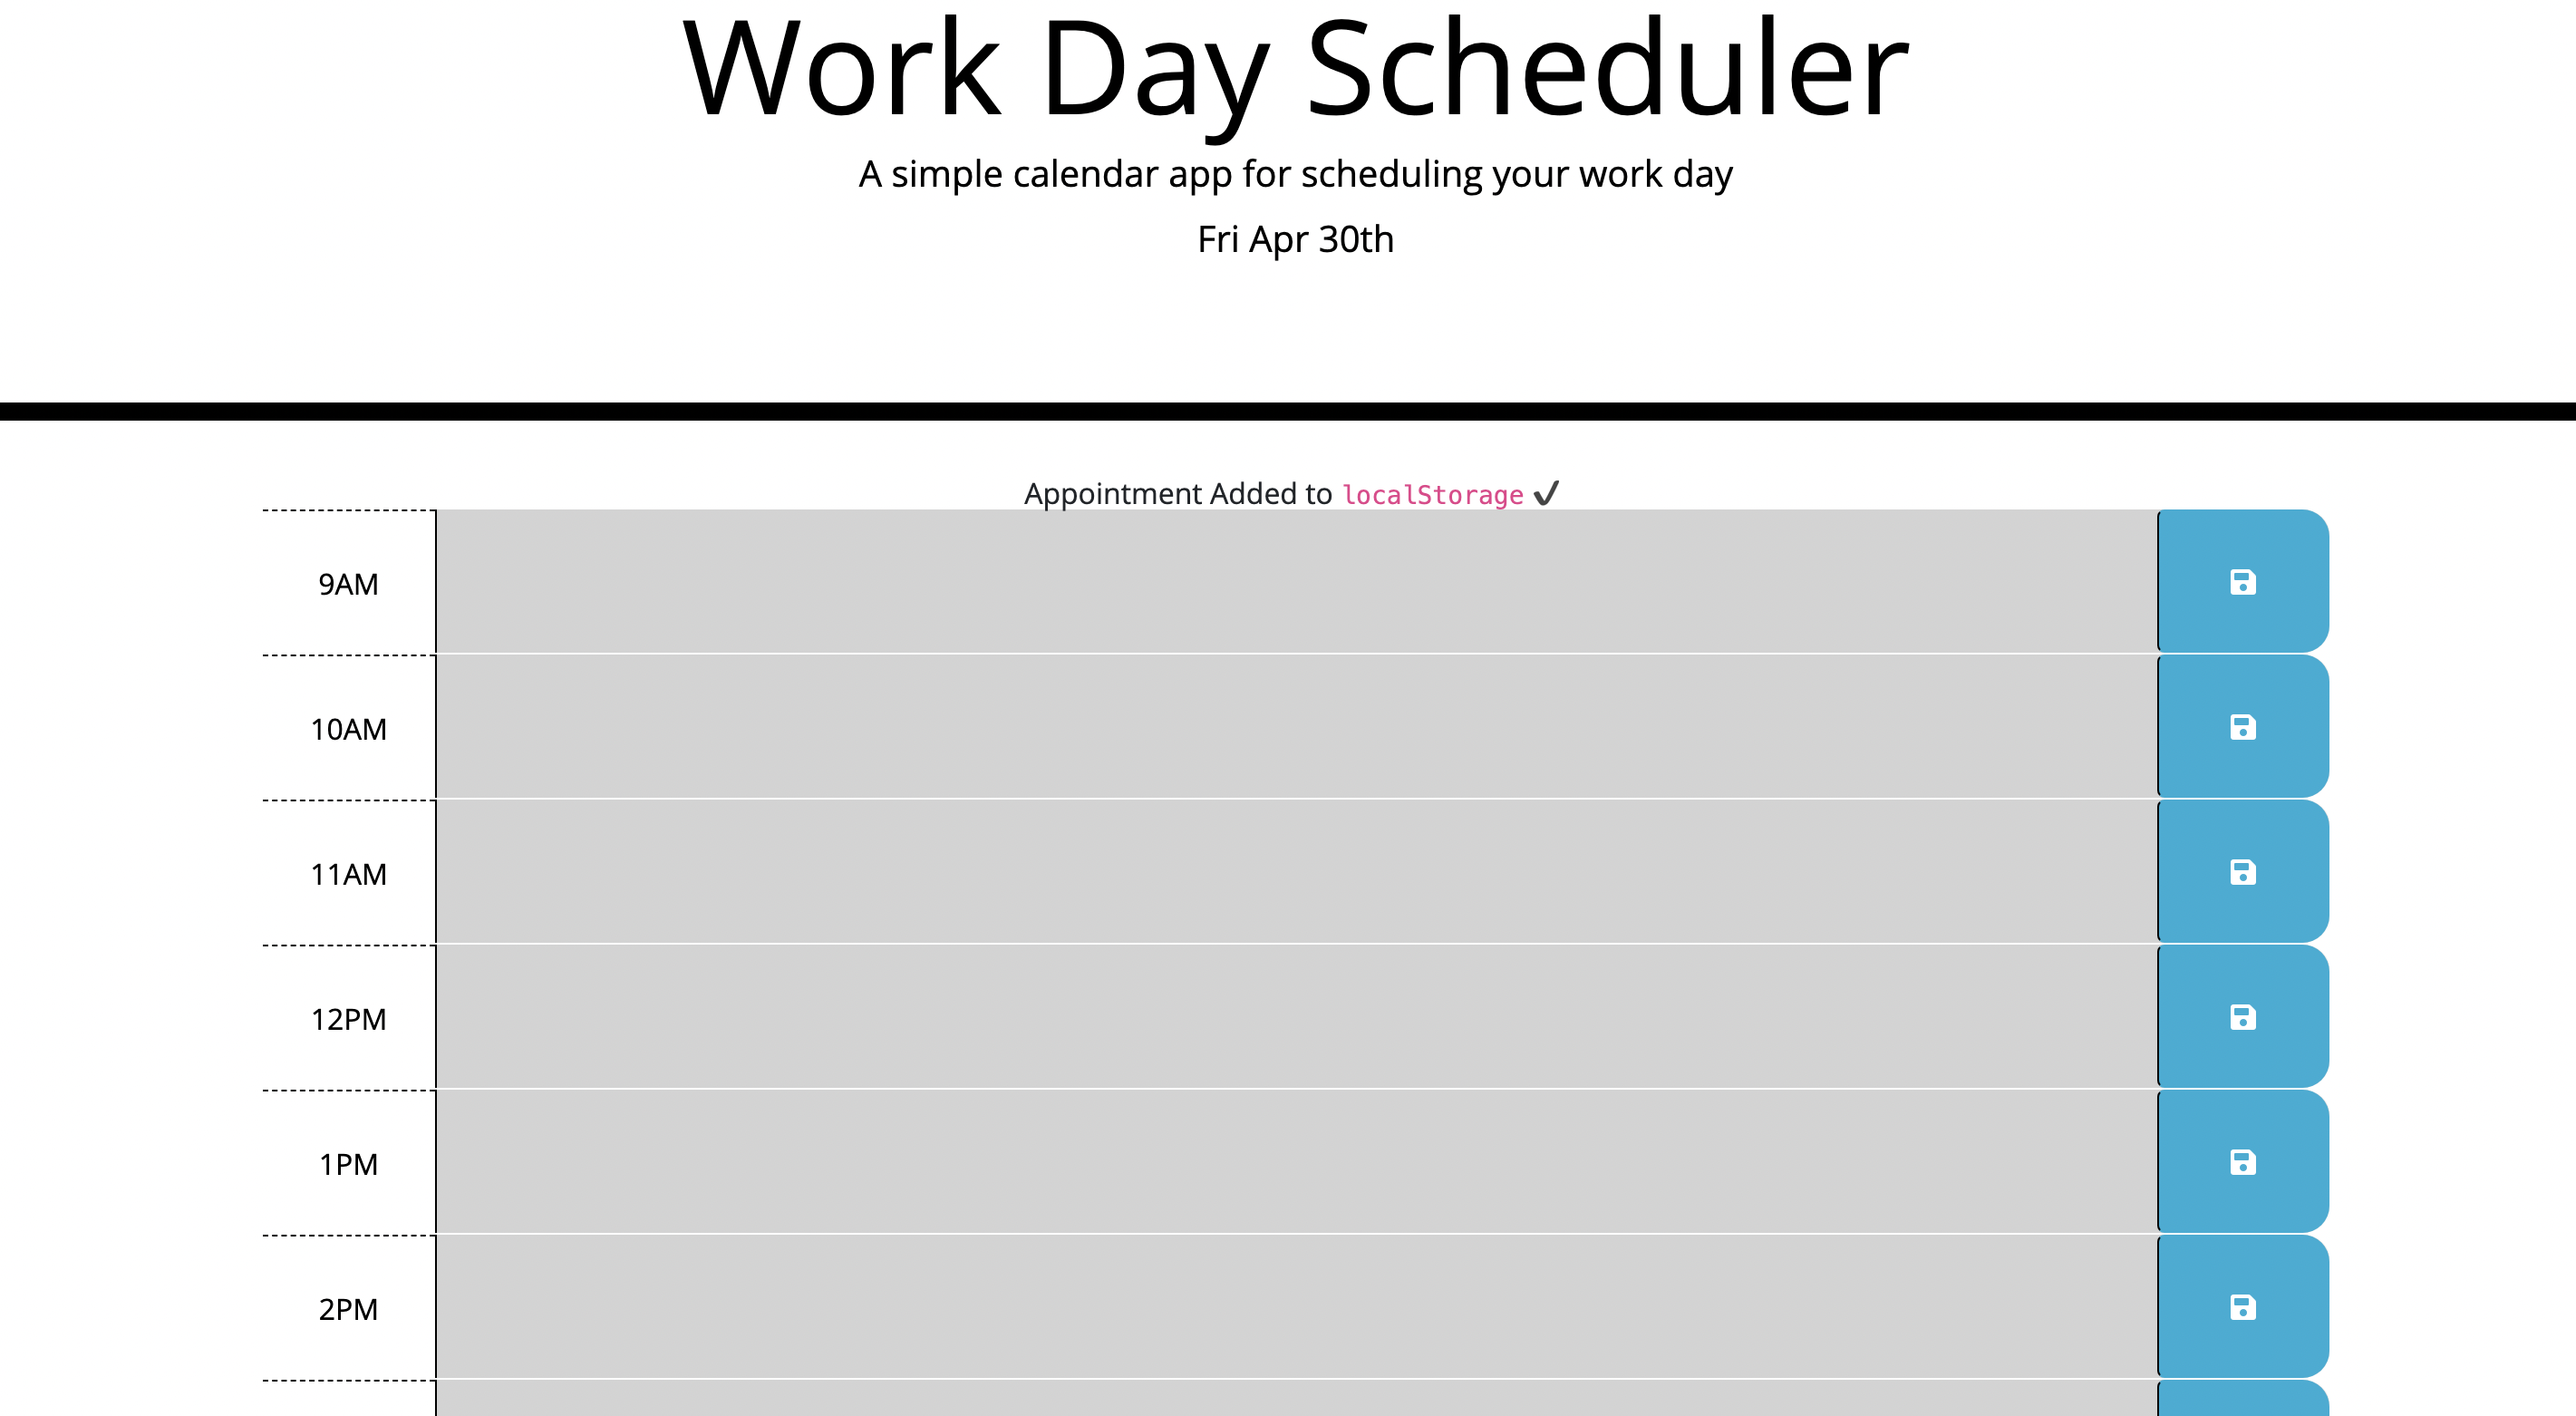 Work Day Scheduler
A simple calendar app for scheduling your work day
Fri Apr 30th
Appointment Added to localStorage ✔
9AM
10AM
11AM
12PM
1PM
2PM